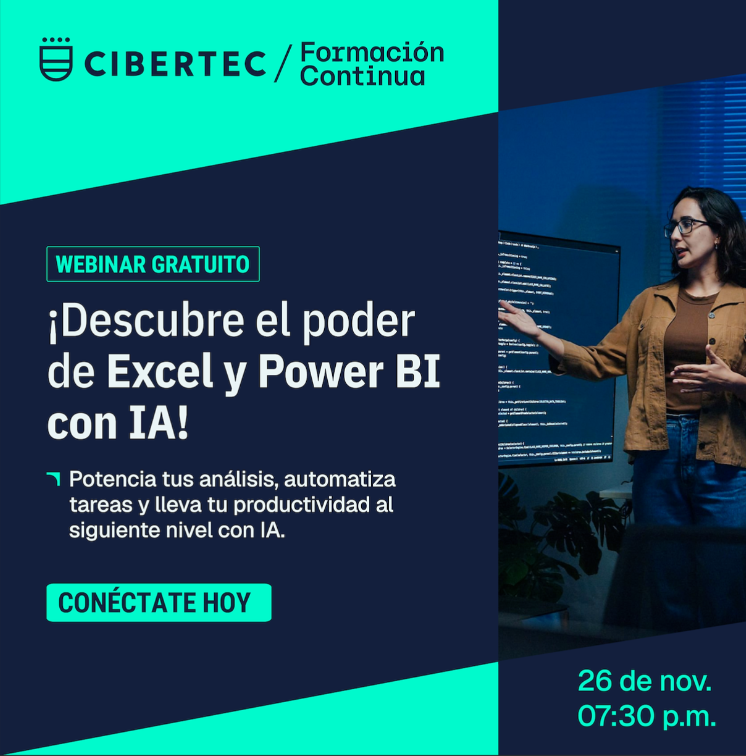 CIBERTEC / Formación
Continua
WEBINAR GRATUITO
¡Descubre el poder
de Excel y Power BI
con IA!
Potencia tus análisis, automatiza
tareas y lleva tu productividad al
siguiente nivel con IA.
CONÉCTATE HOY
26 de nov.
07:30 p.m.